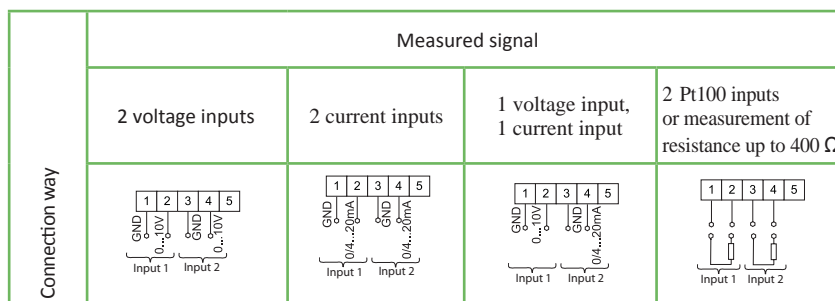 Measured signal
Connection way
2 voltage inputs
2 current inputs
1 voltage input,
1 current input
2 Pt100 inputs
or measurement of
resistance up to 400 Ω
1 2 3 4 5
GND
0...10V
GND
0...10V
Input 1 Input 2
1 2 3 4 5
GND
0/4...20mA
GND
0/4...20mA
Input 1 Input 2
1 2 3 4 5
GND
0...10V
GND
0/4...20mA
Input 1 Input 2
1 2 3 4 5
Input 1 Input 2